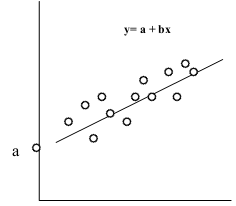 y= a + bx
a